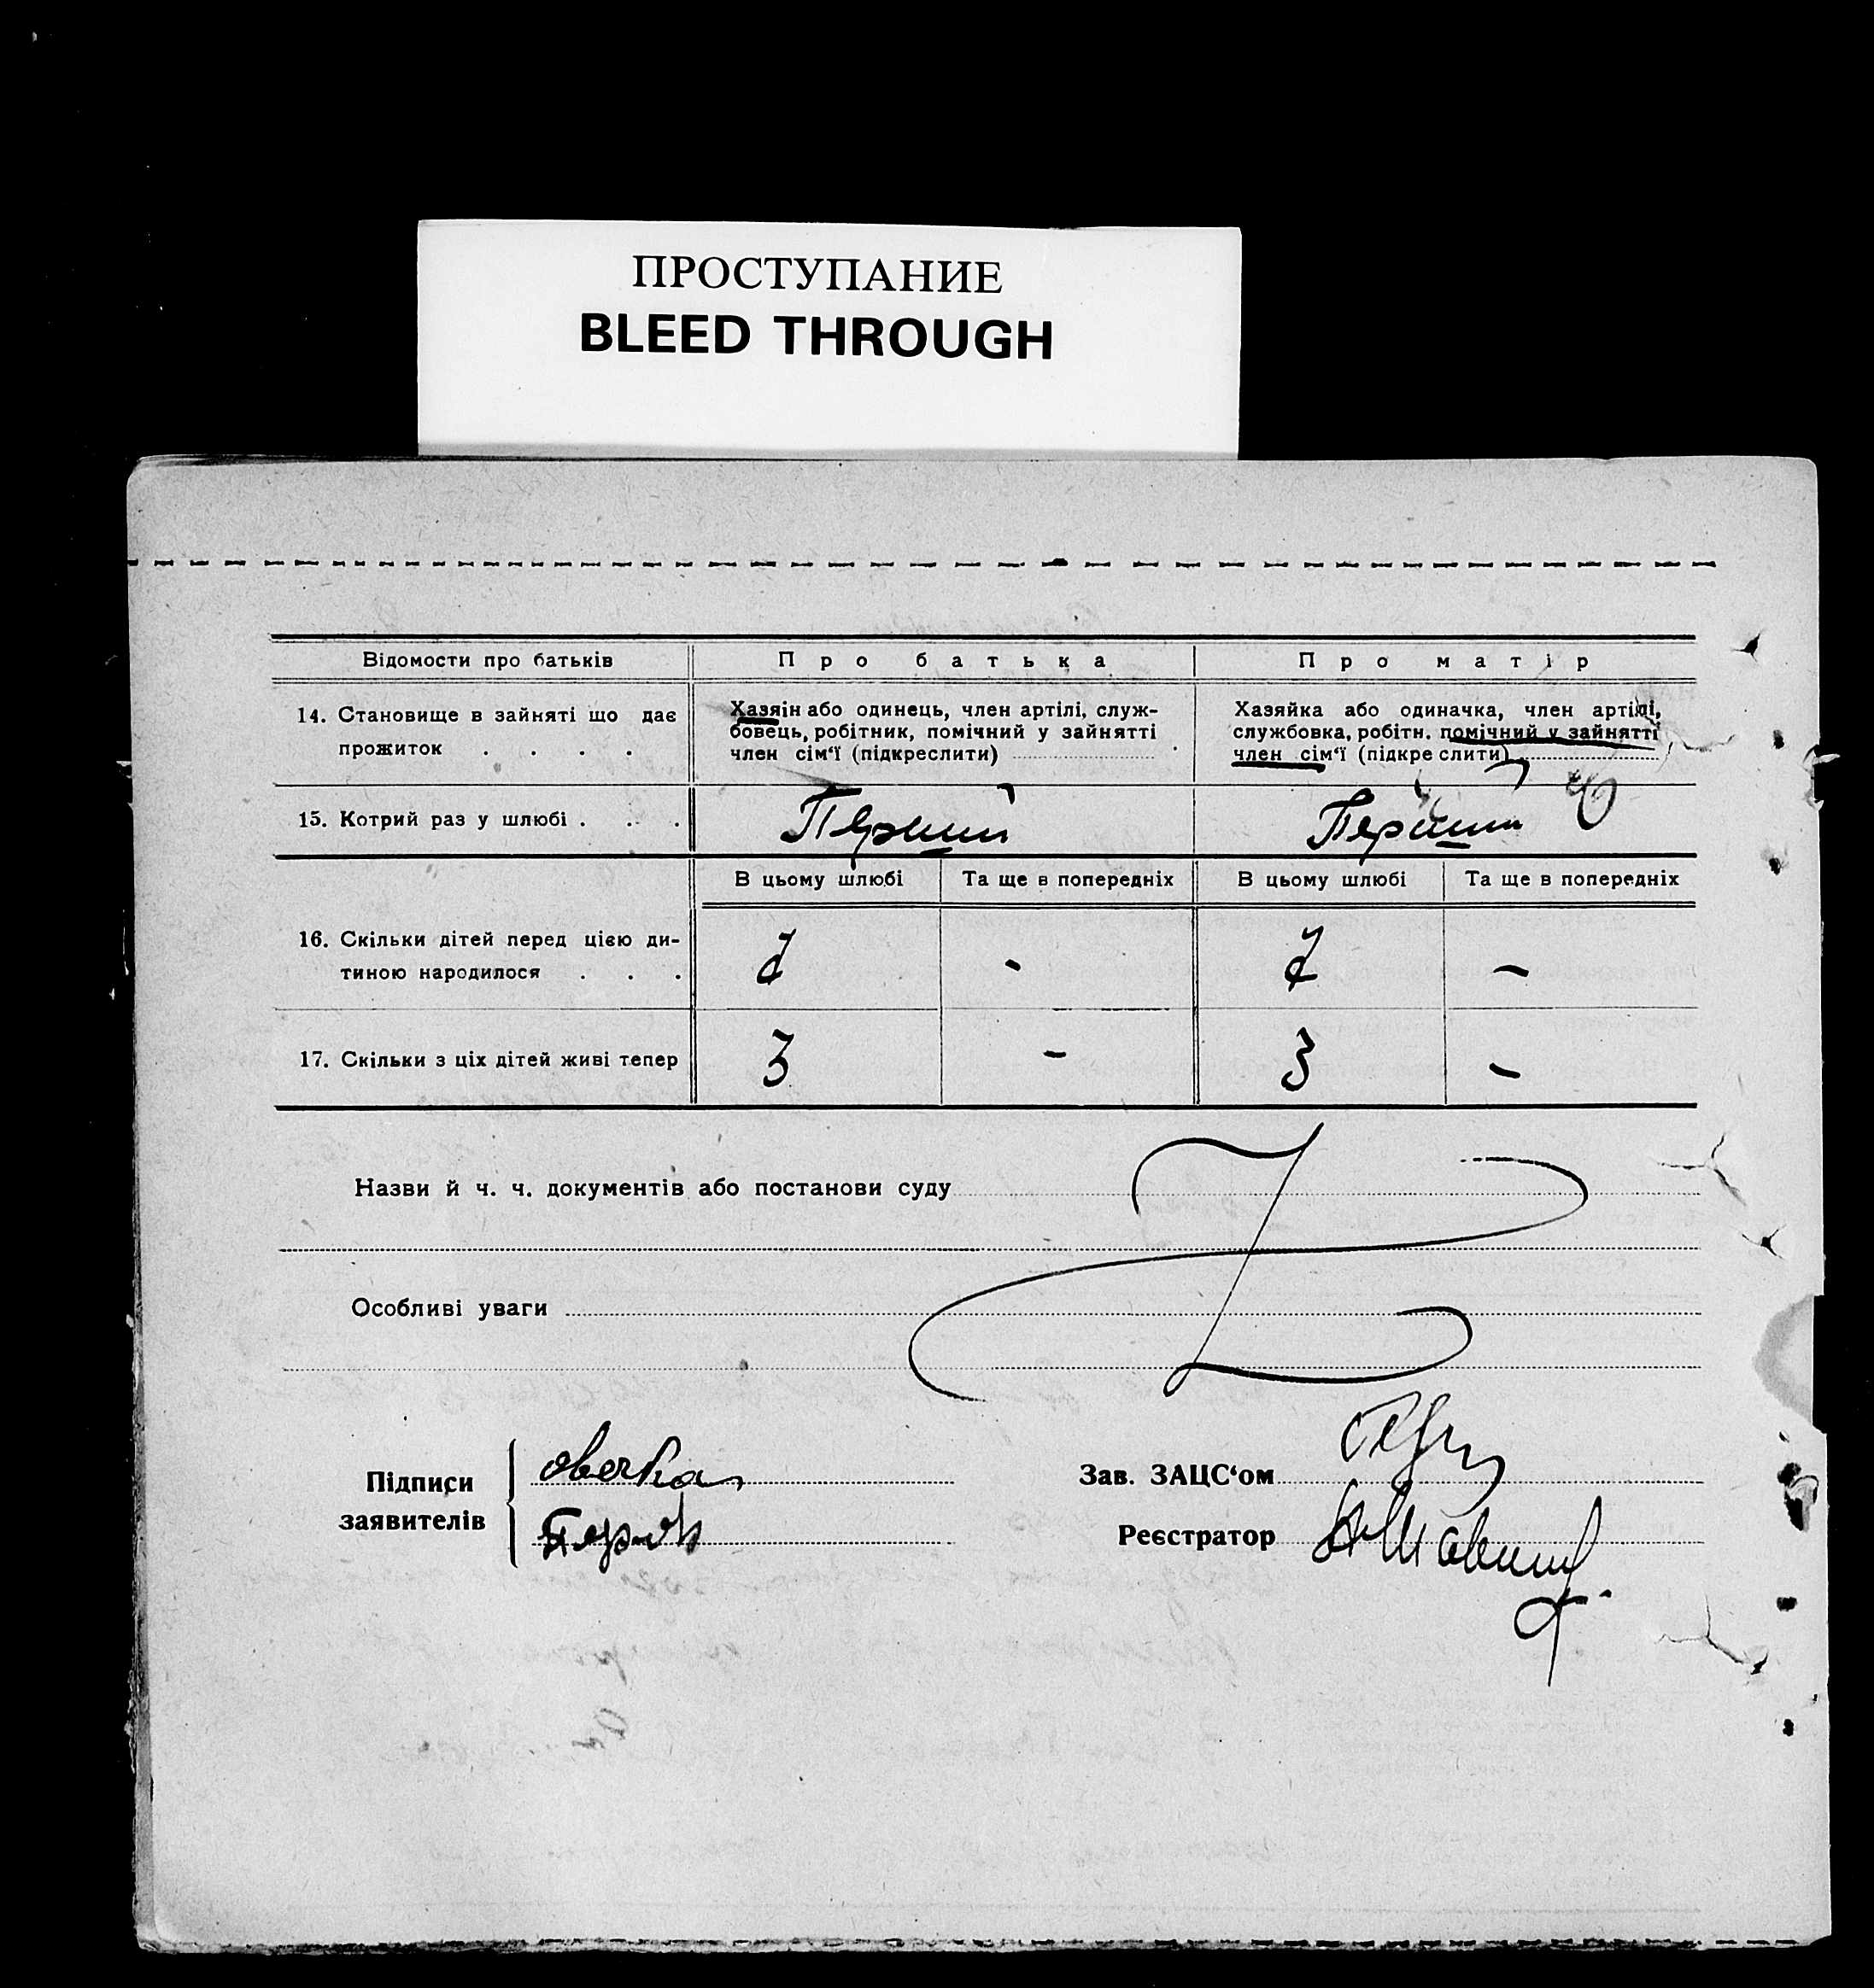 ПРОСТУПАНИЕ
BLEED THROUGH
Відомости про батьків
Про батька
Про матір
14. Становище в зайняті що дає
прожиток . . . .
Хазяін або одинець, член артілі, служ-
бовець, робітник, помічний у зайнятті
член сім‘ї (підкреслити)
Хазяйка або одиначка, член артілі,
службовка, робітн. помічний у зайнятті
член сім‘ї (підкреслити)
15. Котрий раз у шлюбі . . . .
Перший
Перший
В цьому шлюбі
Та ще в попередніх
В цьому шлюбі
Та ще в попередніх
16. Скільки дітей перед цією ди-
тиною народилося . . .
-
-
17. Скільки з ціх дітей живі тепер
3
-
3
-
Назви й ч. ч. документів або постанови суду
Особливі уваги
Підписи
заявителів
Зав. ЗАЦС‘ом
Реєстратор